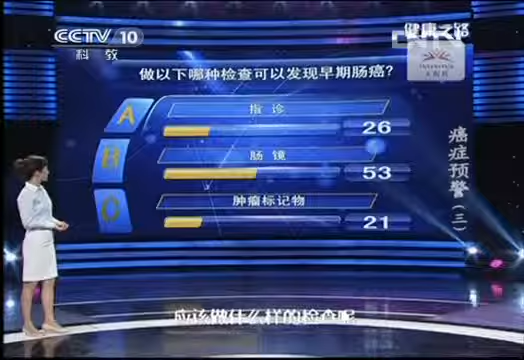 CCTV 10
科教
健康之路
做以下哪种检查可以发现早期肠癌?
A
指诊
26
B
肠镜
53
C
肿瘤标记物
21
癌症预警(三)
应该做什么样的检查呢